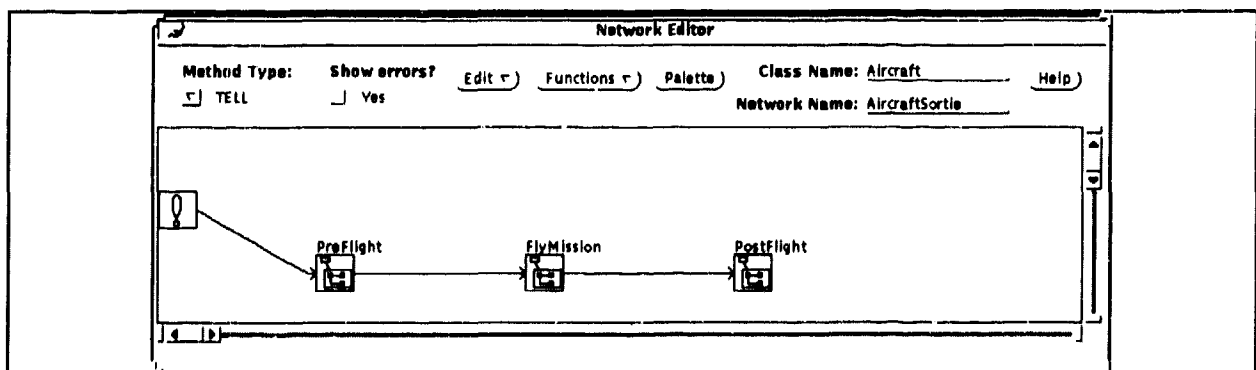 Network Editor
Method Type: Show errors? Edit Functions Palette Class Name: Aircraft Help
TELL Yes Network Name: AircraftSortie
PreFlight FlyMission PostFlight